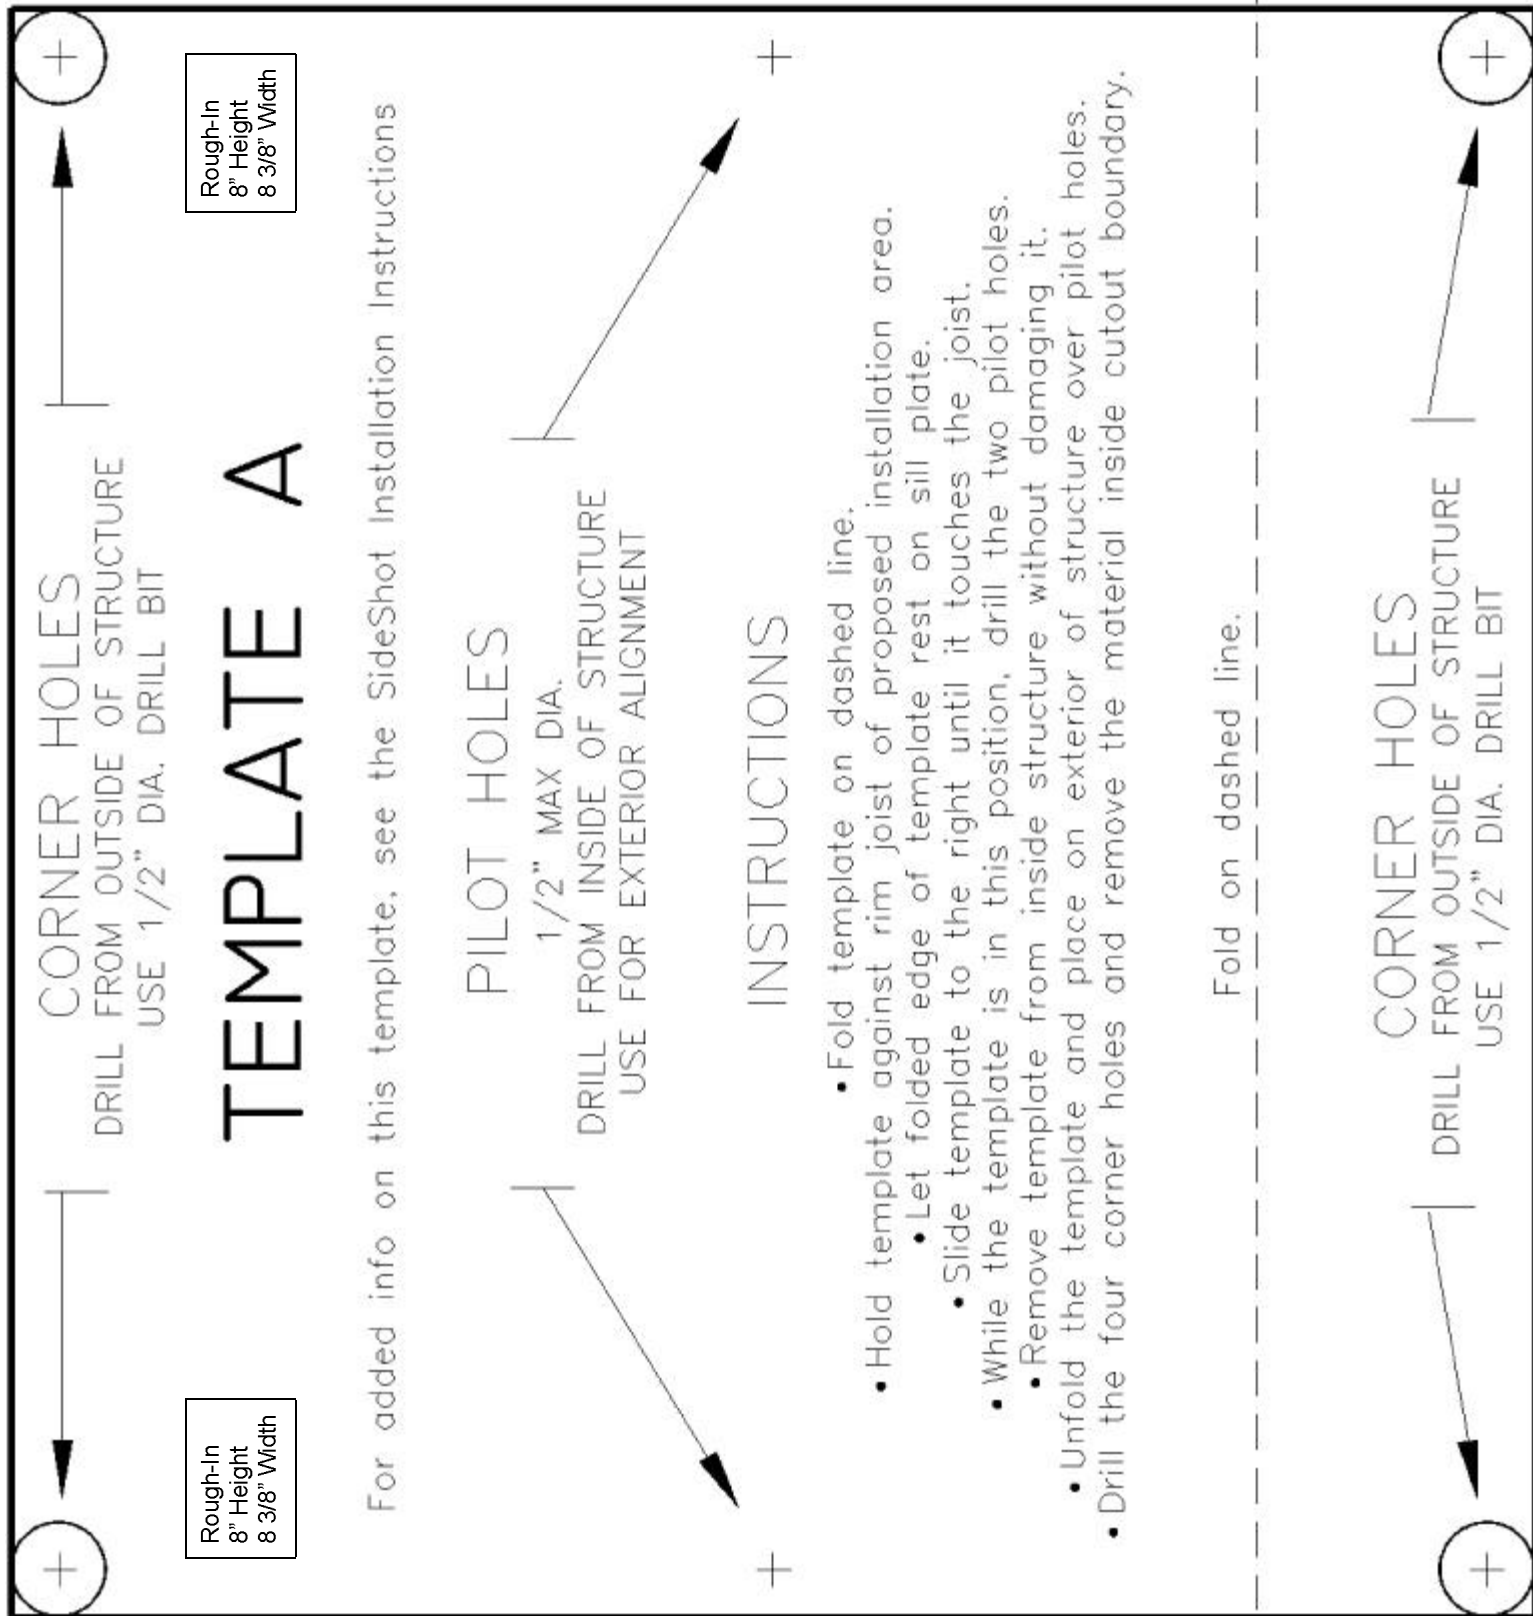 CORNER HOLES
DRILL FROM OUTSIDE OF STRUCTURE
USE 1/2" DIA. DRILL BIT
Rough-In
8" Height
8 3/8" Width
Rough-In
8" Height
8 3/8" Width
TEMPLATE A
For added info on this template, see the SideShot Installation Instructions
PILOT HOLES
1/2" MAX DIA.
DRILL FROM INSIDE OF STRUCTURE
USE FOR EXTERIOR ALIGNMENT
INSTRUCTIONS
• Fold template on dashed line.
• Hold template against rim joist of proposed installation area.
• Let folded edge of template rest on sill plate.
• Slide template to the right until it touches the joist.
• While the template is in this position, drill the two pilot holes.
• Remove template from inside structure without damaging it.
• Unfold the template and place on exterior of structure over pilot holes.
• Drill the four corner holes and remove the material inside cutout boundary.
Fold on dashed line.
CORNER HOLES
DRILL FROM OUTSIDE OF STRUCTURE
USE 1/2" DIA. DRILL BIT